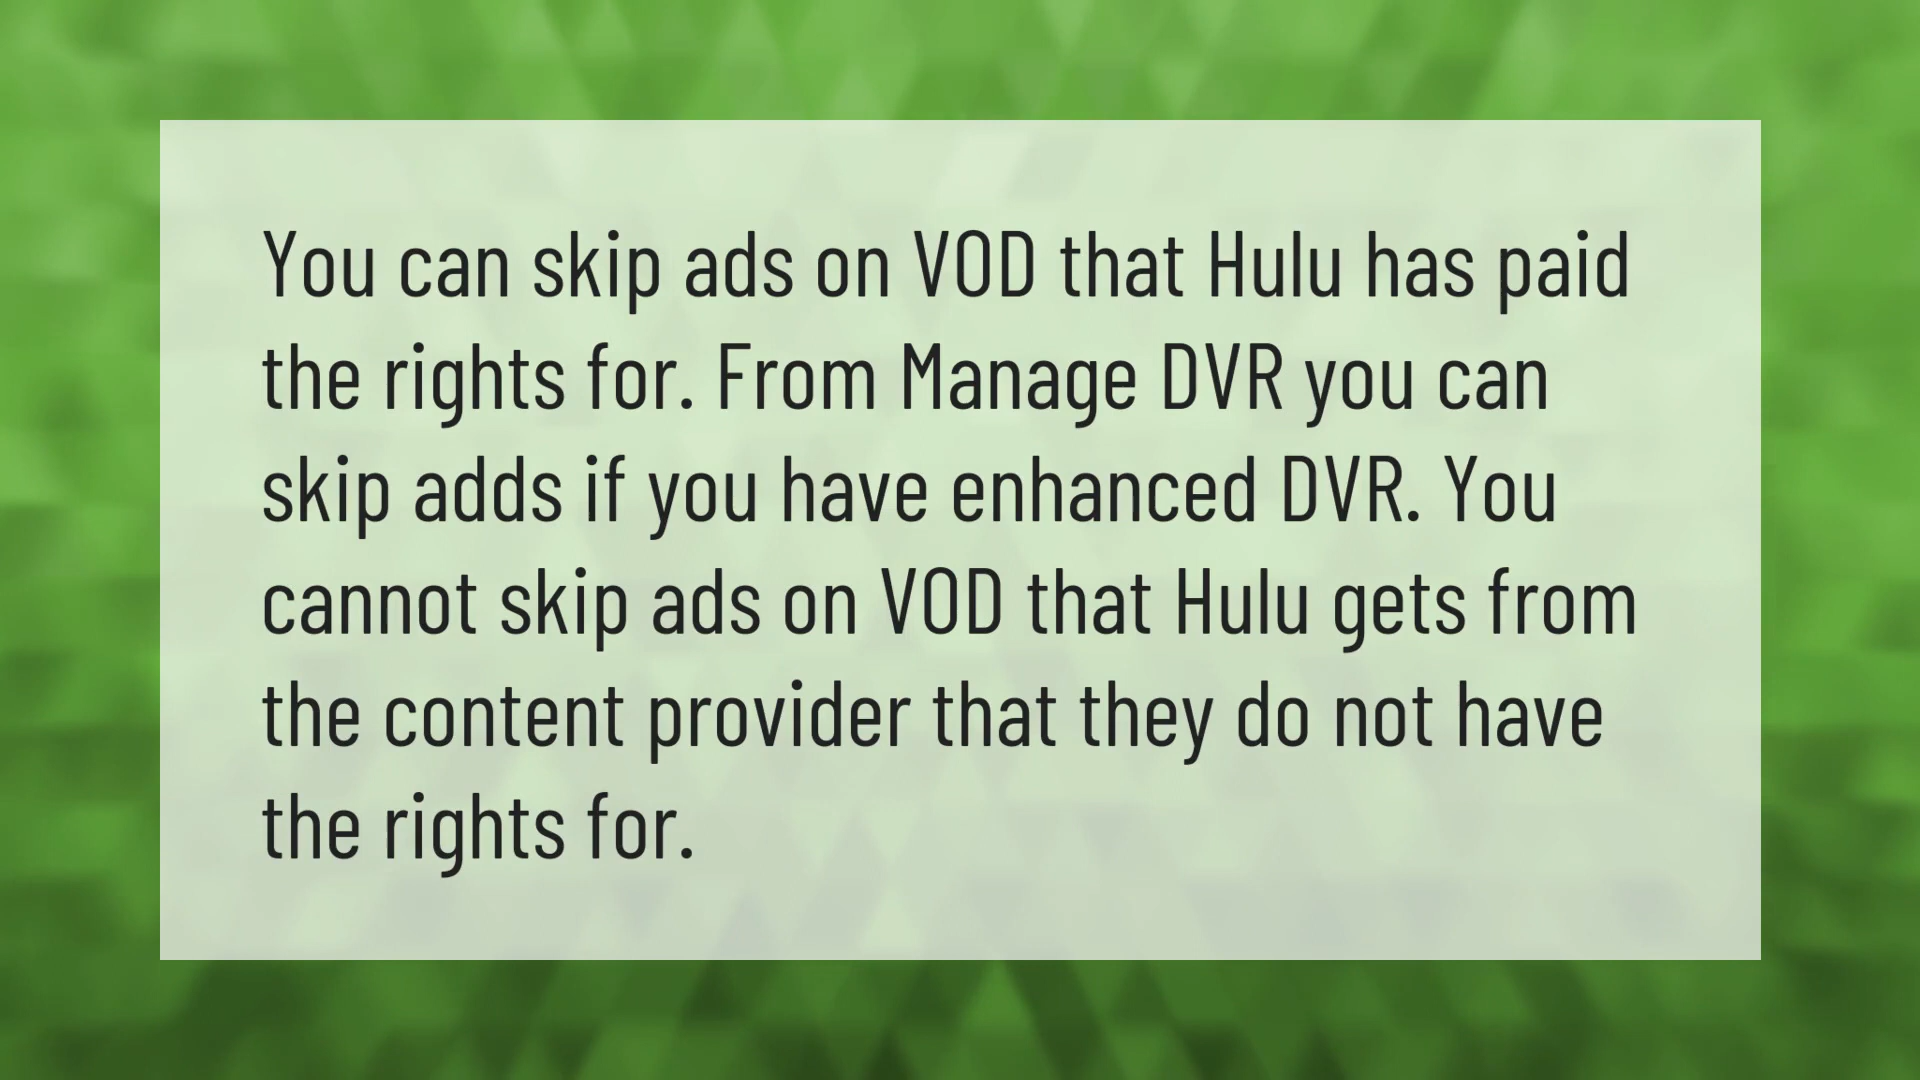 You can skip ads on VOD that Hulu has paid
the rights for. From Manage DVR you can
skip adds if you have enhanced DVR. You
cannot skip ads on VOD that Hulu gets from
the content provider that they do not have
the rights for.